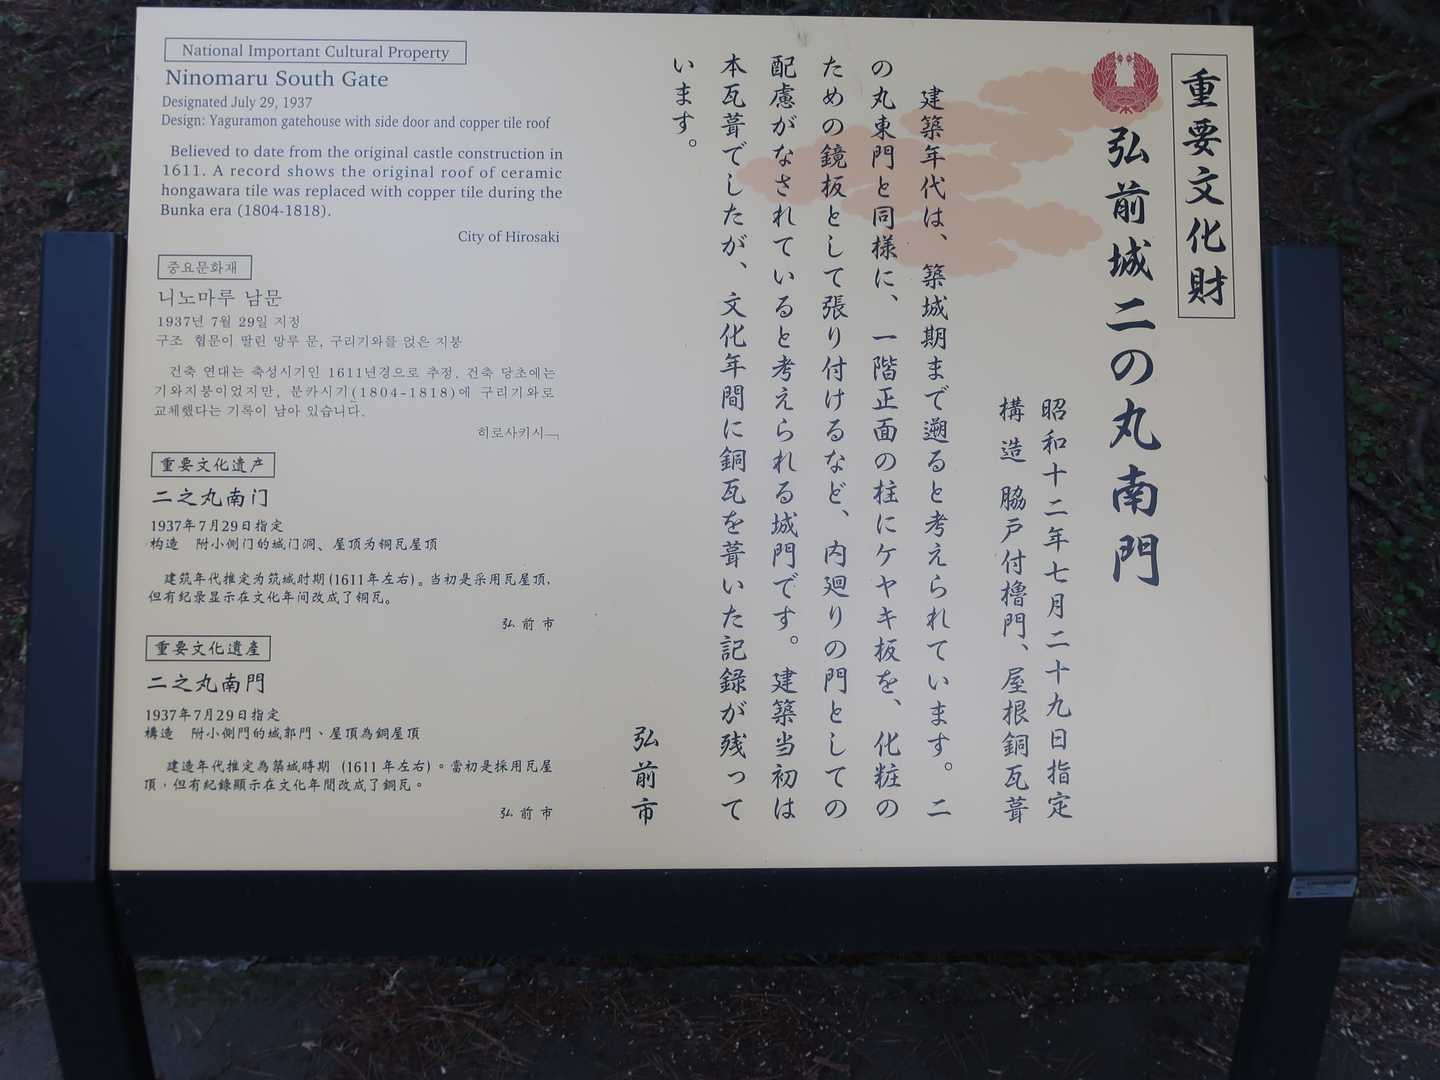 重要文化財
弘前城二の丸南門
昭和十二年七月二十九日指定
構造 脇戸付櫓門、屋根銅瓦葺
建築年代は、築城期まで遡ると考えられています。二
の丸東門と同様に、一階正面の柱にケヤキ板を、化粧の
ための鏡板として張り付けるなど、内廻りの門としての
配慮がなされていると考えられる城門です。建築当初は
本瓦葺でしたが、文化年間に銅瓦を葺いた記録が残って
います。
弘前市
National Important Cultural Property
Ninomaru South Gate
Designated July 29, 1937
Design: Yaguramon gatehouse with side door and copper tile roof
Believed to date from the original castle construction in
1611. A record shows the original roof of ceramic
hongawara tile was replaced with copper tile during the
Bunka era (1804-1818).
City of Hirosaki
중요문화재
니노마루 남문
1937년 7월 29일 지정
구조 협문이 딸린 망루 문, 구리기와를 얹은 지붕
건축 연대는 축성시기인 1611년경으로 추정. 건축 당초에는
기와지붕이었지만, 분카시기(1804-1818)에 구리기와로
교체했다는 기록이 남아 있습니다.
히로사키시
重要文化遗产
二之丸南门
1937年7月29日指定
构造 附小侧门的城门洞、屋顶为铜瓦屋顶
建筑年代推定为筑城时期(1611年左右)。当初是采用瓦屋顶,
但有纪录显示在文化年间改成了铜瓦。
弘前市
重要文化遺產
二之丸南門
1937年7月29日指定
構造 附小側門的城郭門、屋頂為銅屋頂
建造年代推定為築城時期 (1611年左右)。當初是採用瓦屋
頂,但有紀錄顯示在文化年間改成了銅瓦。
弘前市